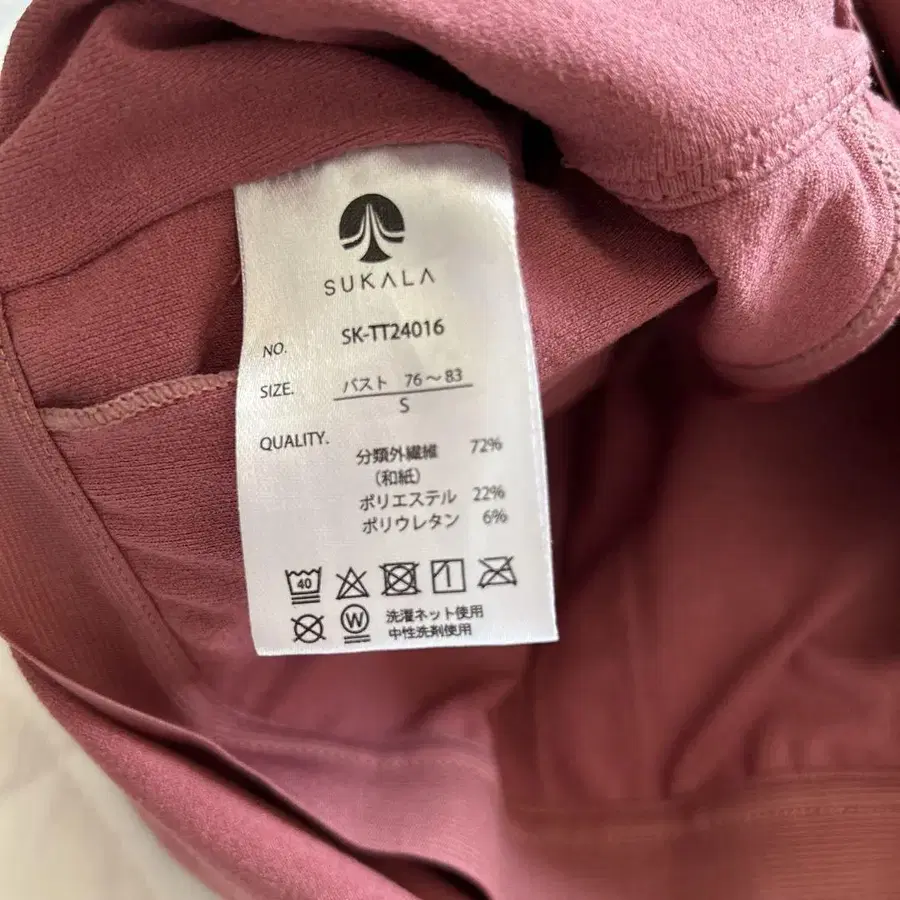 SUKALA
NO. SK-TT24016
SIZE. バスト 76～83
S
QUALITY. 分類外繊維 72%
（和紙）
ポリエステル 22%
ポリウレタン 6%
40
W 洗濯ネット使用
中性洗剤使用